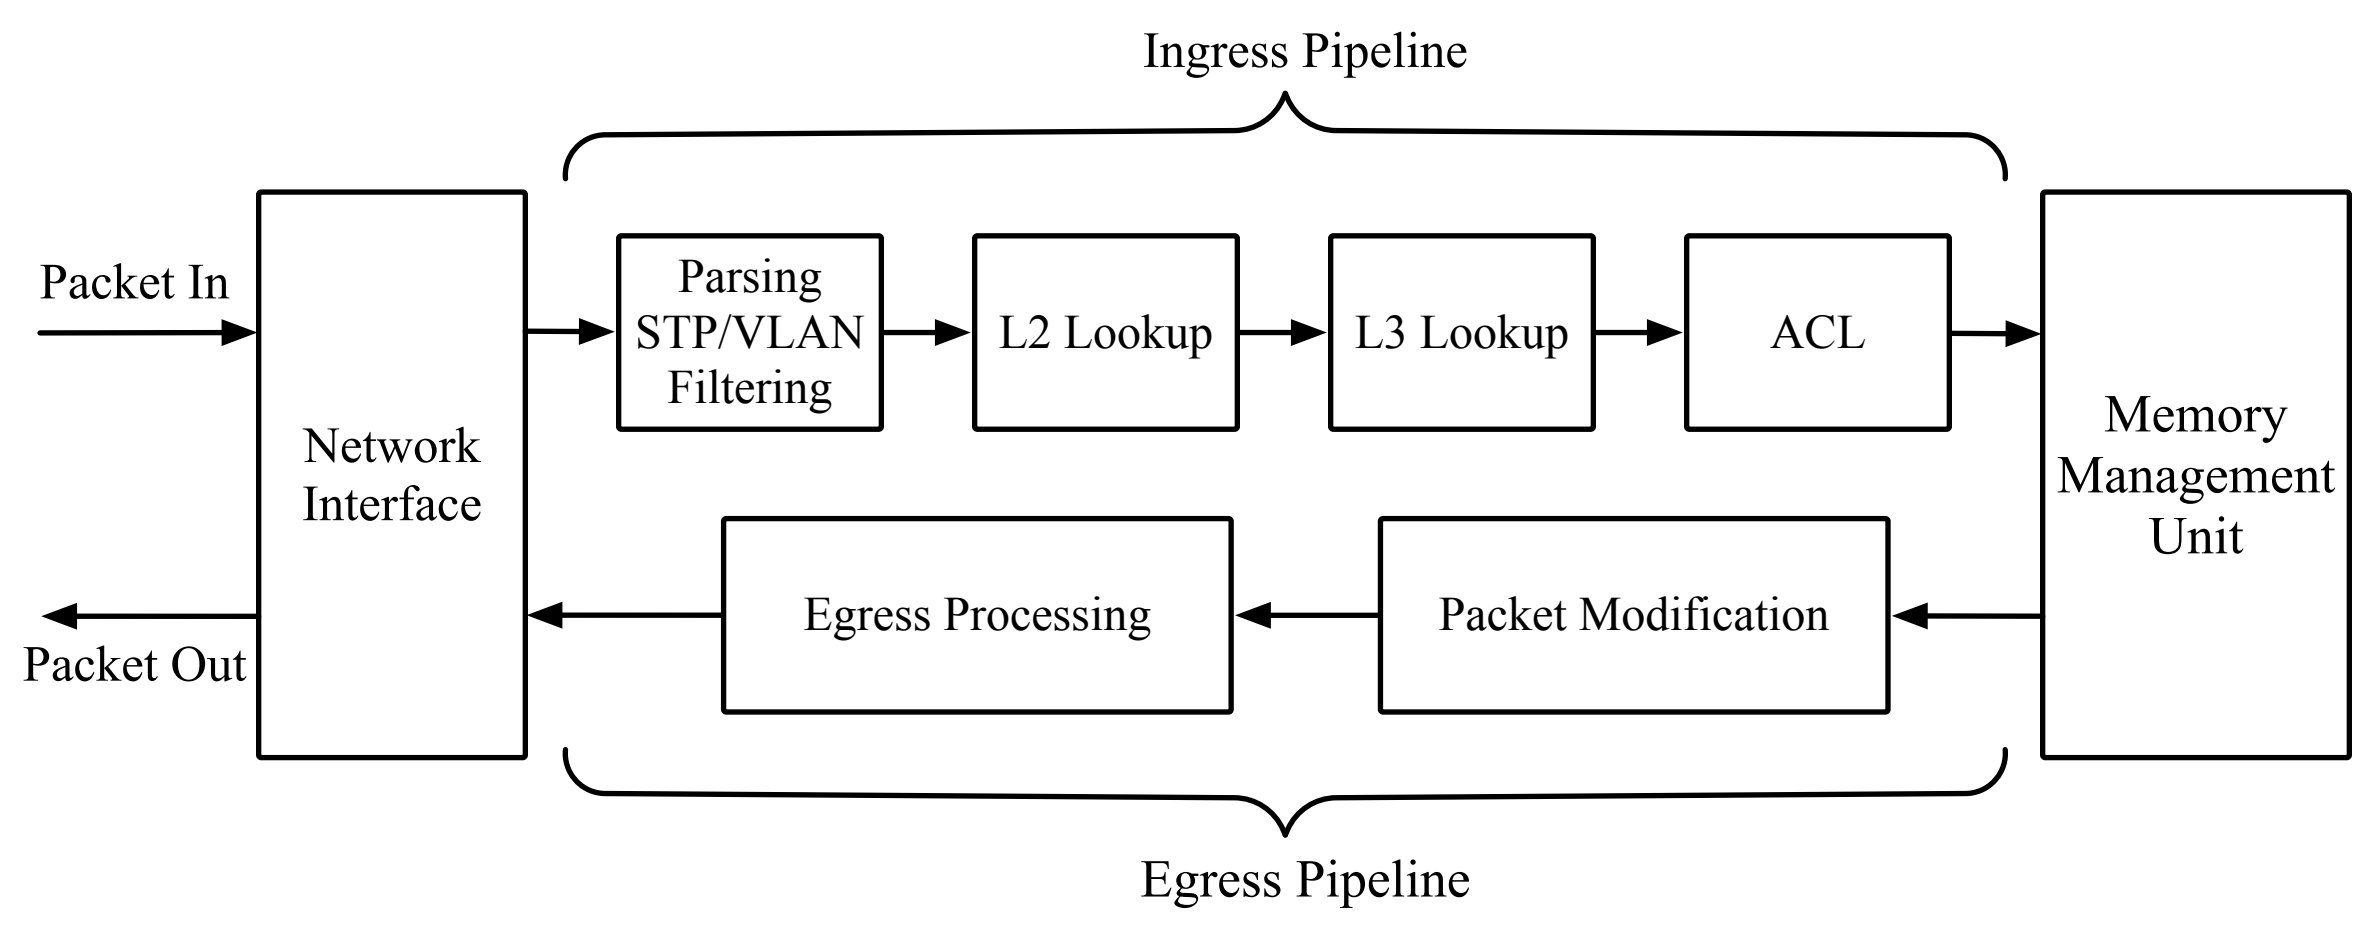 Ingress Pipeline
Packet In
Parsing
STP/VLAN
Filtering
L2 Lookup
L3 Lookup
ACL
Network
Interface
Memory
Management
Unit
Egress Processing
Packet Modification
Packet Out
Egress Pipeline